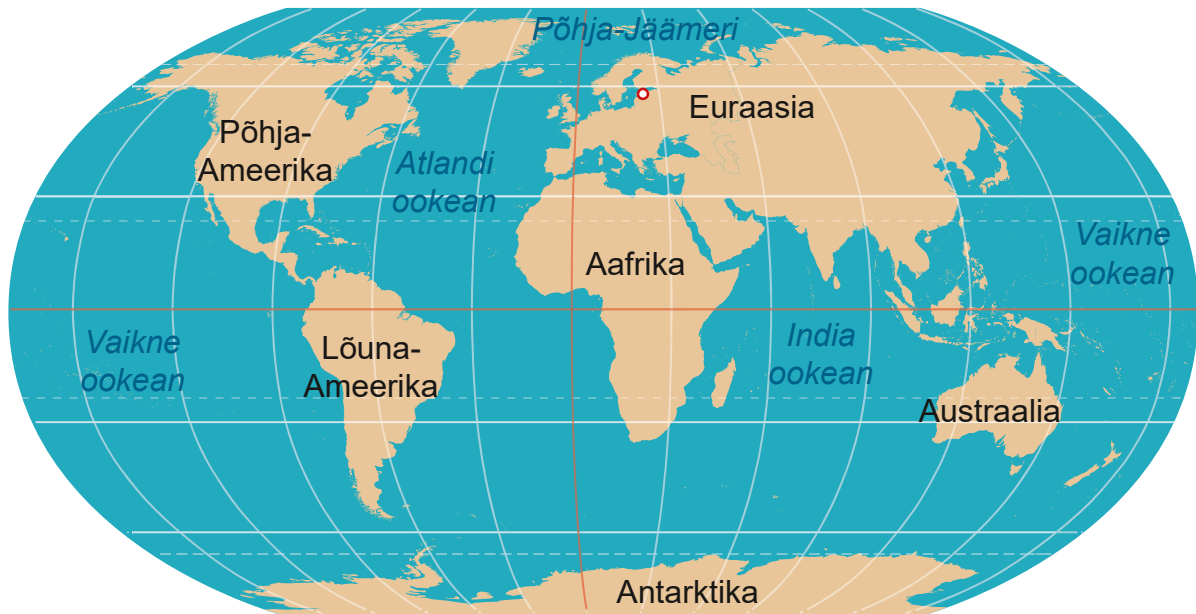 Põhja-Jäämeri
Euraasia
Põhja-
Ameerika
Atlandi
ookean
Vaikne
ookean
Aafrika
Vaikne
ookean
Lõuna-
Ameerika
India
ookean
Austraalia
Antarktika